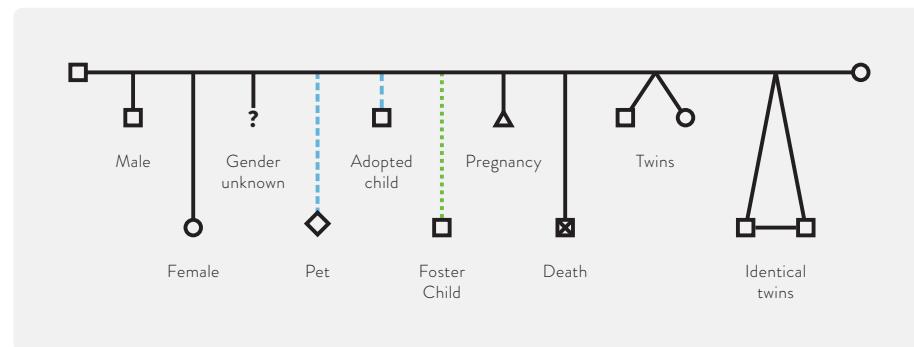 ?
Male
Gender
unknown
Adopted
child
Pregnancy
Twins
Female
Pet
Foster
Child
Death
Identical
twins